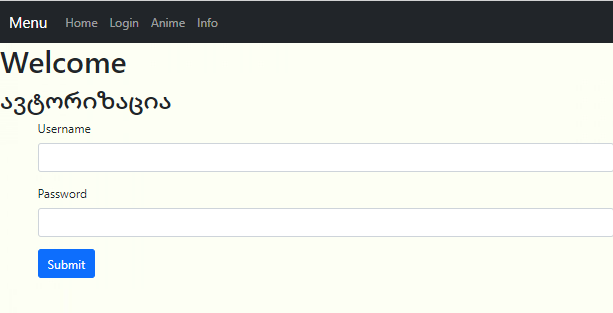 Menu Home Login Anime Info
Welcome
ავტორიზაცია
Username
Password
Submit